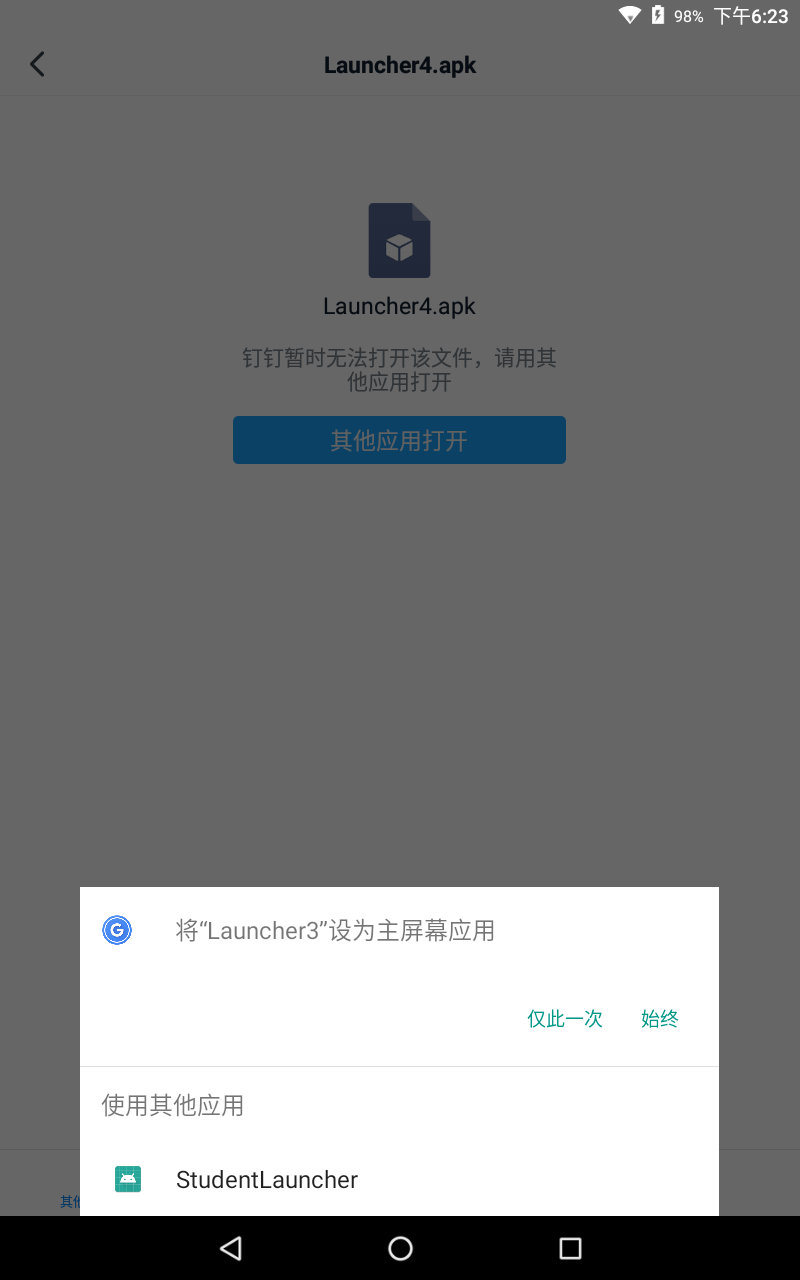 98% 下午6:23
Launcher4.apk
Launcher4.apk
钉钉暂时无法打开该文件，请用其
他应用打开
其他应用打开
将“Launcher3”设为主屏幕应用
仅此一次 始终
使用其他应用
StudentLauncher
其他